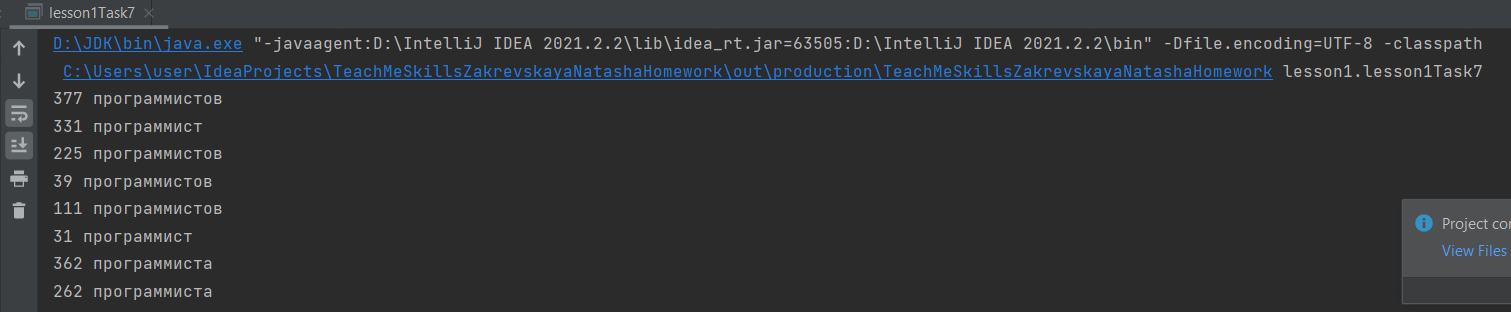 lesson1Task7
D:\JDK\bin\java.exe "-javaagent:D:\IntelliJ IDEA 2021.2.2\lib\idea_rt.jar=63505:D:\IntelliJ IDEA 2021.2.2\bin" -Dfile.encoding=UTF-8 -classpath
C:\Users\user\IdeaProjects\TeachMeSkillsZakrevskayaNatashaHomework\out\production\TeachMeSkillsZakrevskayaNatashaHomework lesson1.lesson1Task7
377 программистов
331 программист
225 программистов
39 программистов
111 программистов
31 программист
362 программиста
262 программиста
Project
View Files